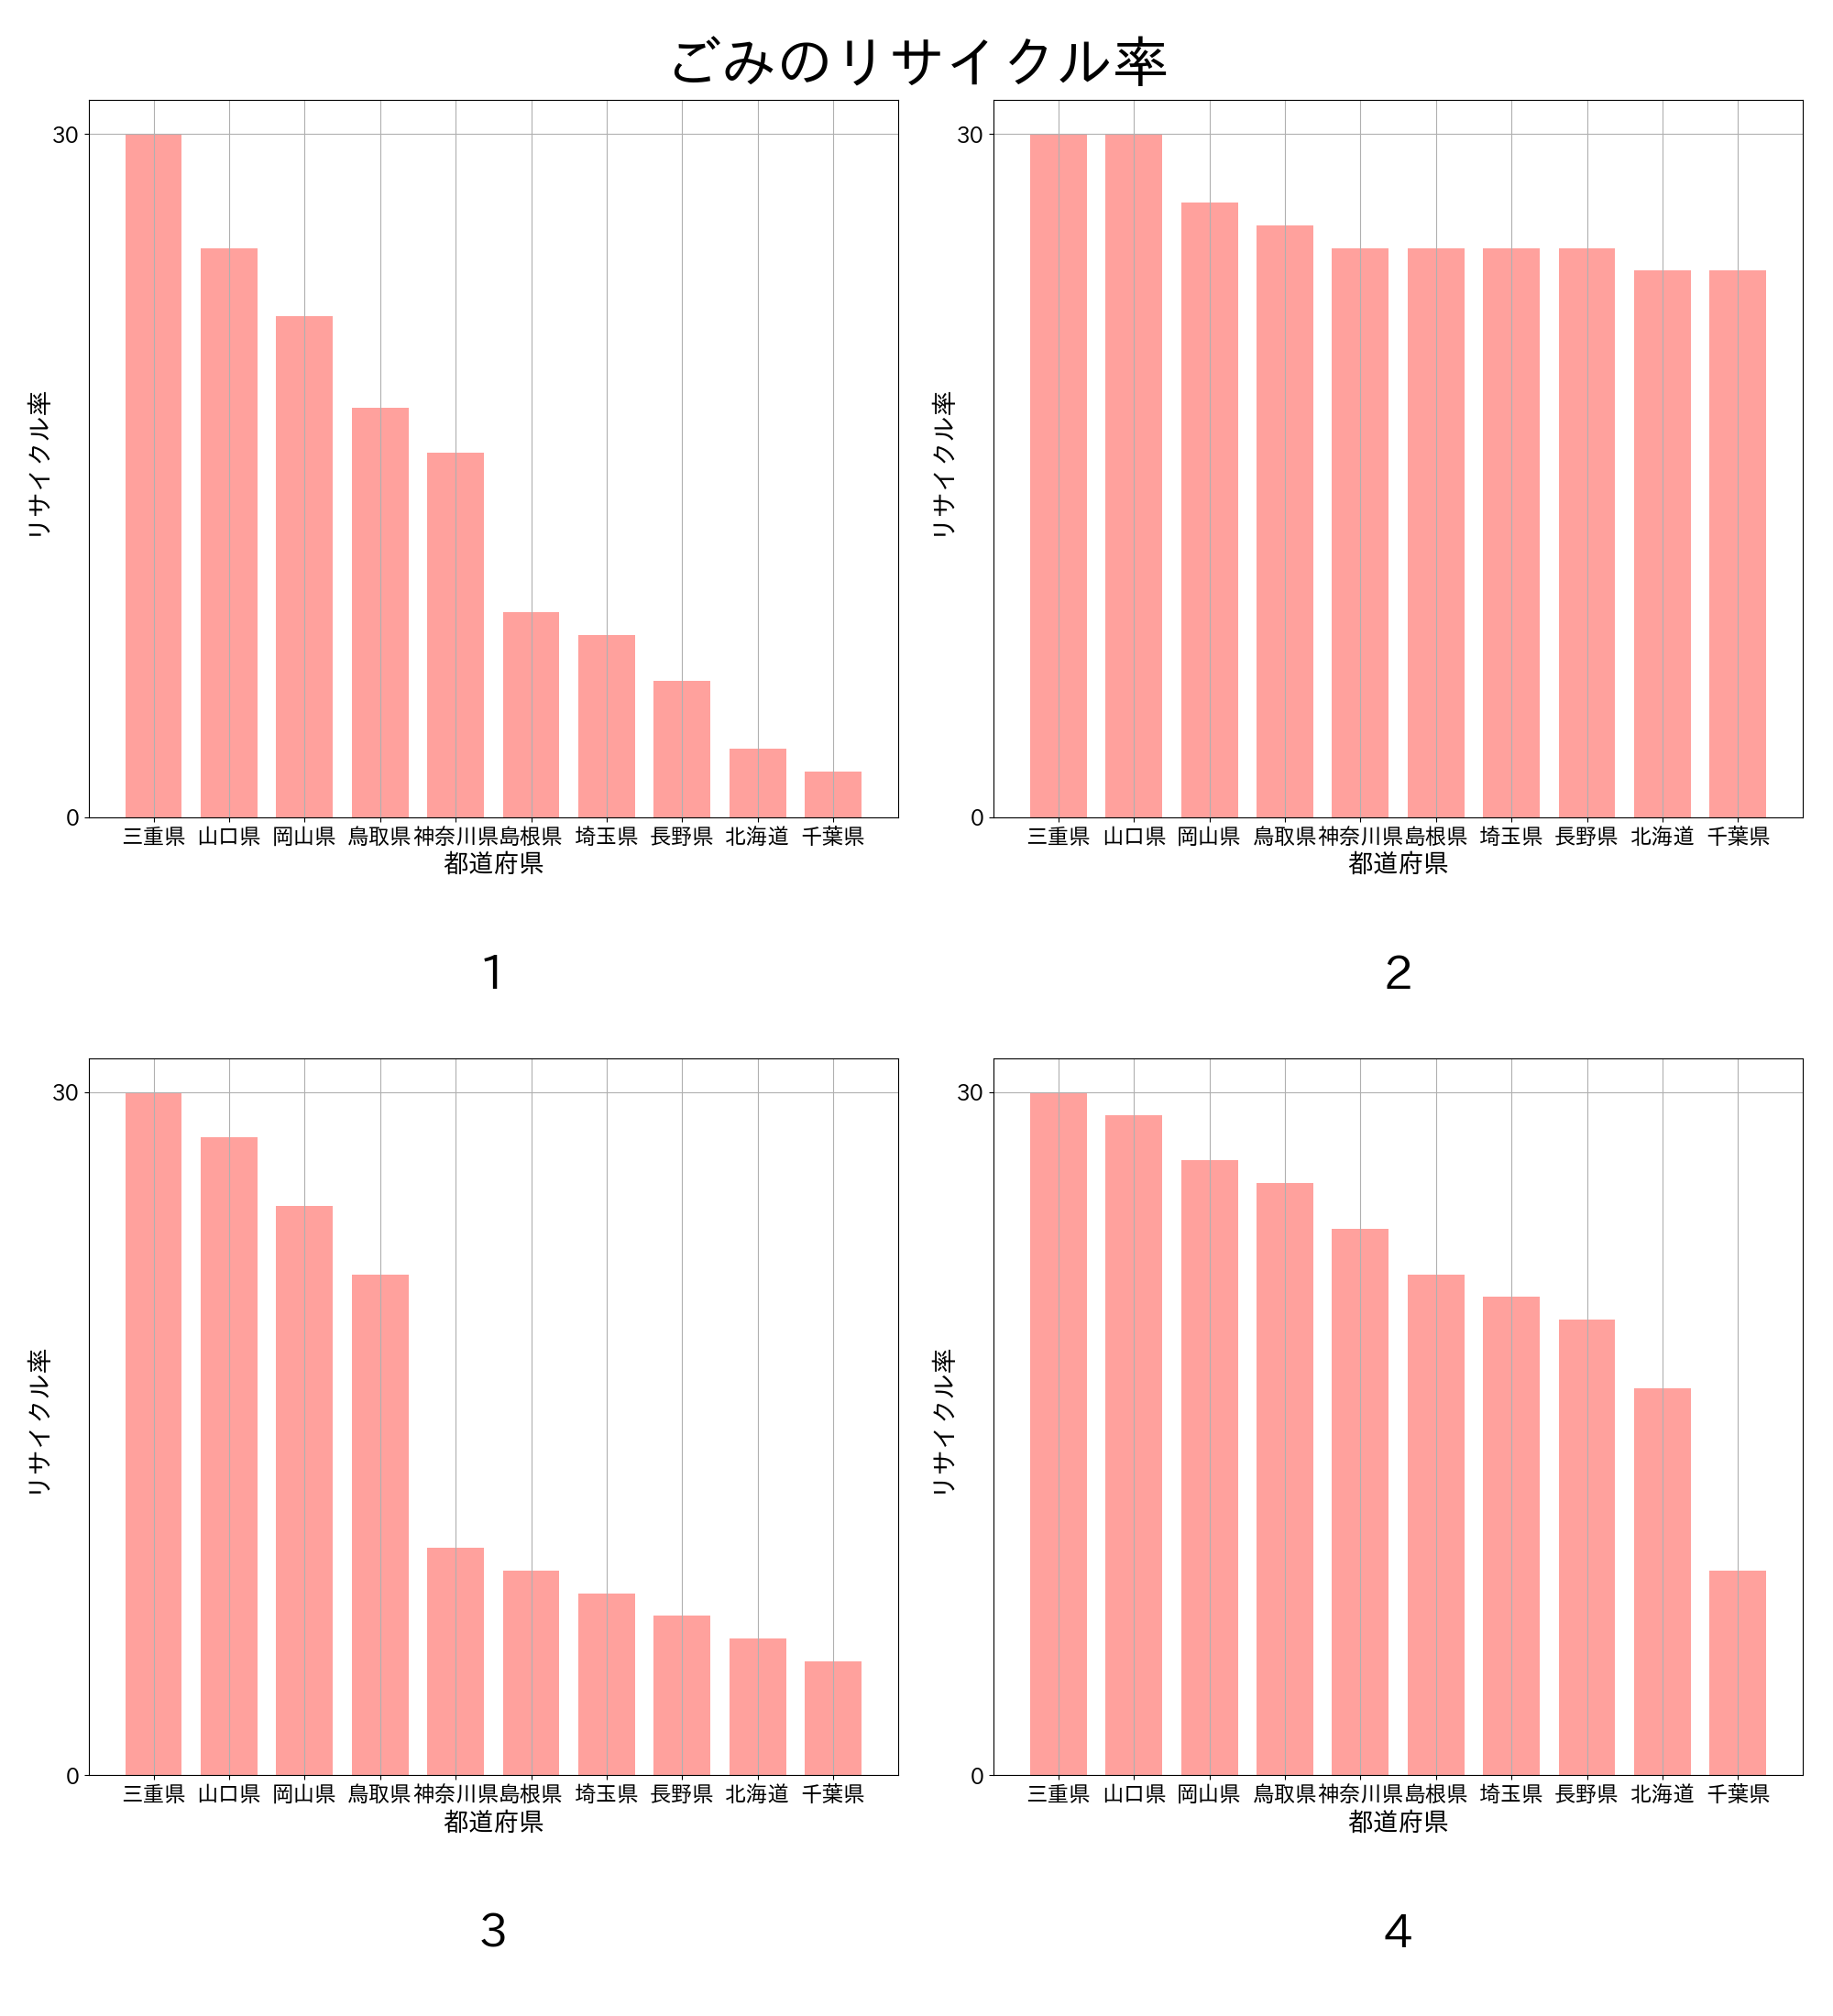 ごみのリサイクル率
30
0
リサイクル率
三重県 山口県 岡山県 鳥取県 神奈川県 島根県 埼玉県 長野県 北海道 千葉県
都道府県
1
30
0
リサイクル率
三重県 山口県 岡山県 鳥取県 神奈川県 島根県 埼玉県 長野県 北海道 千葉県
都道府県
2
30
0
リサイクル率
三重県 山口県 岡山県 鳥取県 神奈川県 島根県 埼玉県 長野県 北海道 千葉県
都道府県
3
30
0
リサイクル率
三重県 山口県 岡山県 鳥取県 神奈川県 島根県 埼玉県 長野県 北海道 千葉県
都道府県
4